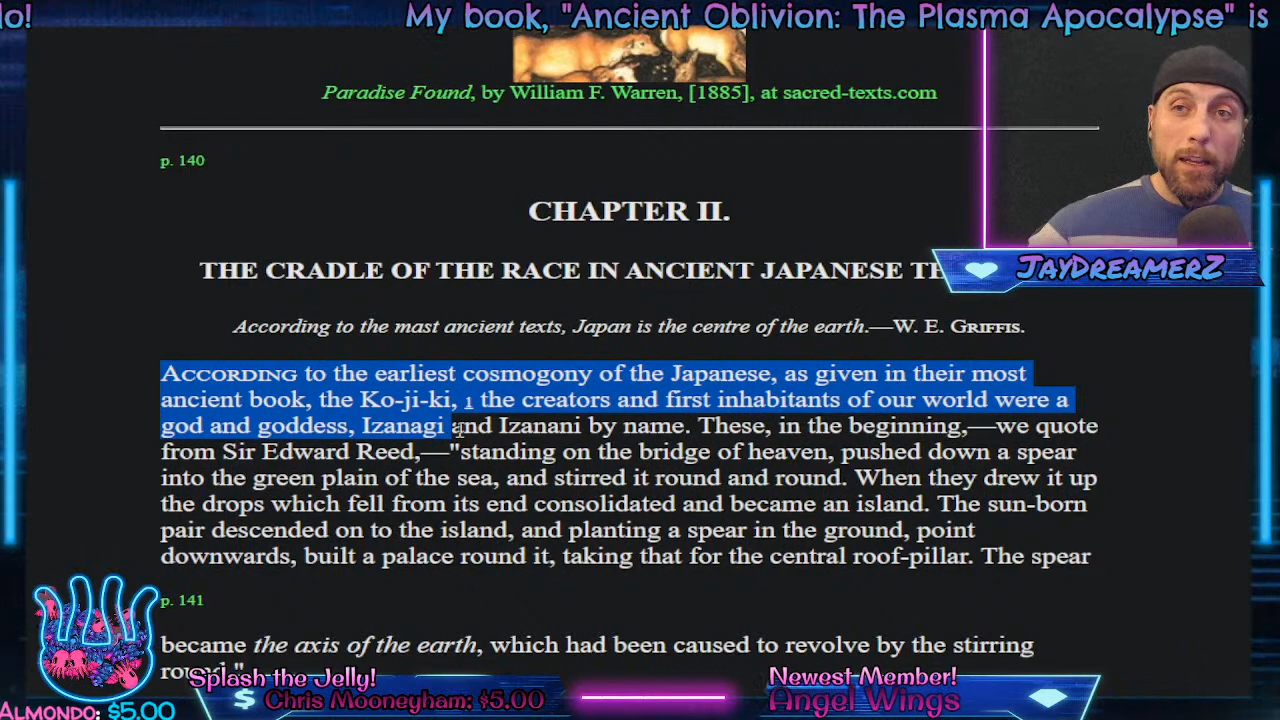 lo!
My book, "Ancient Oblivion: The Plasma Apocalypse" is
Paradise Found, by William F. Warren, [1885], at sacred-texts.com
p. 140
CHAPTER II.
THE CRADLE OF THE RACE IN ANCIENT JAPANESE
JAYDREAMERZ
According to the mast ancient texts, Japan is the centre of the earth.—W. E. GRIFFIS.
ACCORDING to the earliest cosmogony of the Japanese, as given in their most
ancient book, the Ko-ji-ki, 1 the creators and first inhabitants of our world were a
god and goddess, Izanagi and Izanani by name. These, in the beginning,—we quote
from Sir Edward Reed,—"standing on the bridge of heaven, pushed down a spear
into the green plain of the sea, and stirred it round and round. When they drew it up
the drops which fell from its end consolidated and became an island. The sun-born
pair descended on to the island, and planting a spear in the ground, point
downwards, built a palace round it, taking that for the central roof-pillar. The spear
p. 141
became the axis of the earth, which had been caused to revolve by the stirring
round."
Splash the Jelly!
$ Chris Mooneyham: $5.00
Newest Member!
Angel Wings
ALMONDO: $5.00